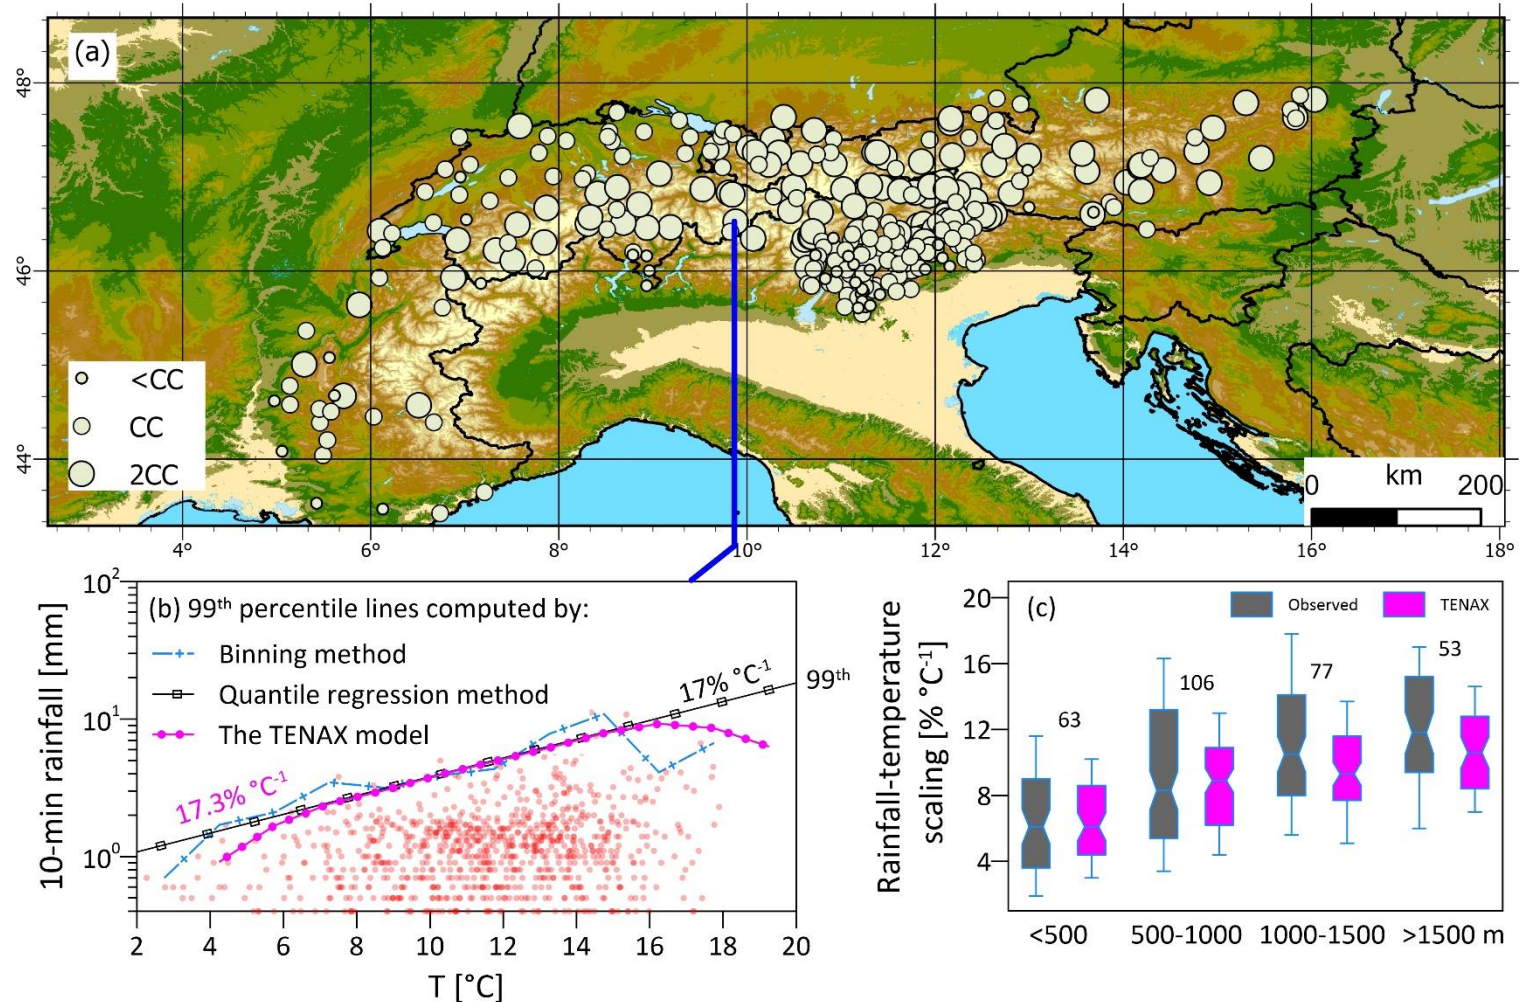 (a)
48°
46°
44°
<CC
CC
2CC
km
0 200
4° 6° 8° 10° 12° 14° 16° 18°
(b) 99th percentile lines computed by:
Binning method
Quantile regression method
The TENAX model
17% °C-1
99th
17.3% °C-1
10-min rainfall [mm]
10²
10¹
10⁰
2 4 6 8 10 12 14 16 18 20
T [°C]
(c)
Observed TENAX
Rainfall-temperature
scaling [% °C-1]
20
16
12
8
4
63
106
77
53
<500 500-1000 1000-1500 >1500 m